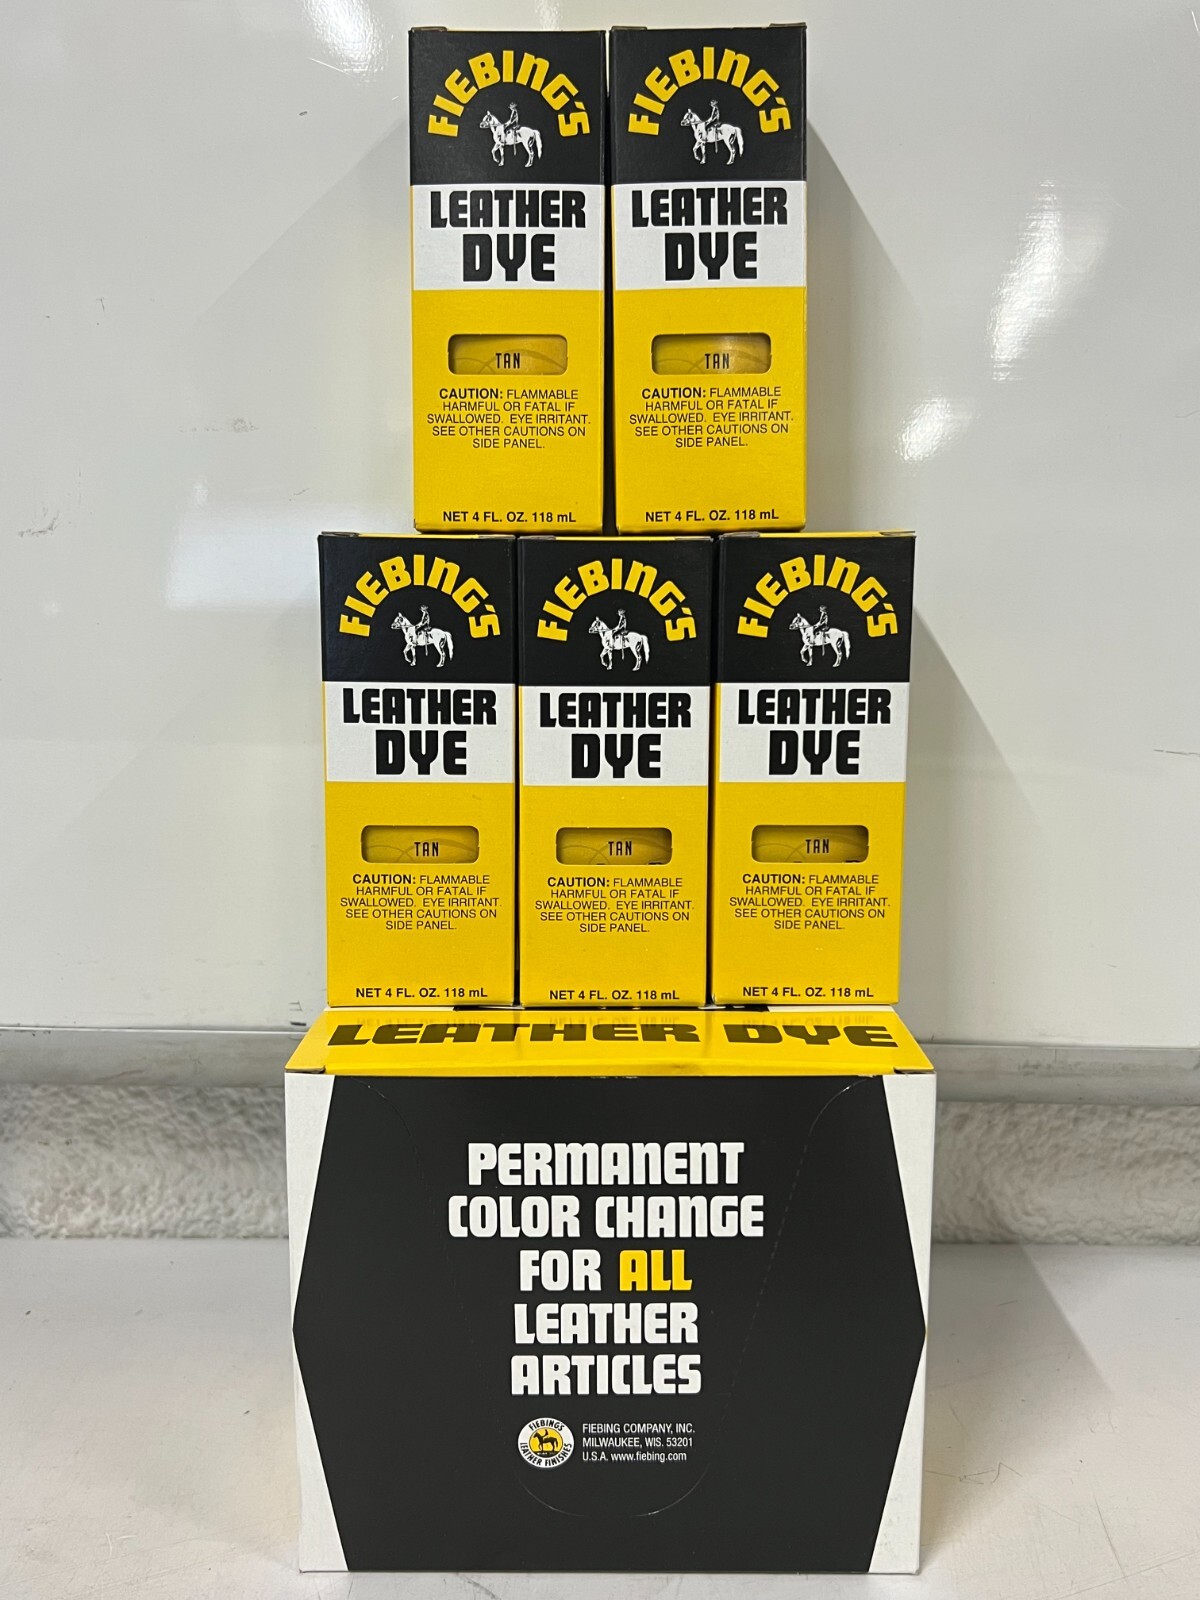 FIEBING'S
LEATHER
DYE
TAN
CAUTION: FLAMMABLE
HARMFUL OR FATAL IF
SWALLOWED. EYE IRRITANT.
SEE OTHER CAUTIONS ON
SIDE PANEL.
NET 4 FL. OZ. 118 mL
FIEBING'S
LEATHER
DYE
TAN
CAUTION: FLAMMABLE
HARMFUL OR FATAL IF
SWALLOWED. EYE IRRITANT.
SEE OTHER CAUTIONS ON
SIDE PANEL.
NET 4 FL. OZ. 118 mL
FIEBING'S
LEATHER
DYE
TAN
CAUTION: FLAMMABLE
HARMFUL OR FATAL IF
SWALLOWED. EYE IRRITANT.
SEE OTHER CAUTIONS ON
SIDE PANEL.
NET 4 FL. OZ. 118 mL
FIEBING'S
LEATHER
DYE
TAN
CAUTION: FLAMMABLE
HARMFUL OR FATAL IF
SWALLOWED. EYE IRRITANT.
SEE OTHER CAUTIONS ON
SIDE PANEL.
NET 4 FL. OZ. 118 mL
FIEBING'S
LEATHER
DYE
TAN
CAUTION: FLAMMABLE
HARMFUL OR FATAL IF
SWALLOWED. EYE IRRITANT.
SEE OTHER CAUTIONS ON
SIDE PANEL.
NET 4 FL. OZ. 118 mL
LEATHER DYE
PERMANENT
COLOR CHANGE
FOR ALL
LEATHER
ARTICLES
FIEBING'S
LEATHER FINISHES
FIEBING COMPANY, INC.
MILWAUKEE, WIS. 53201
U.S.A. www.fiebing.com